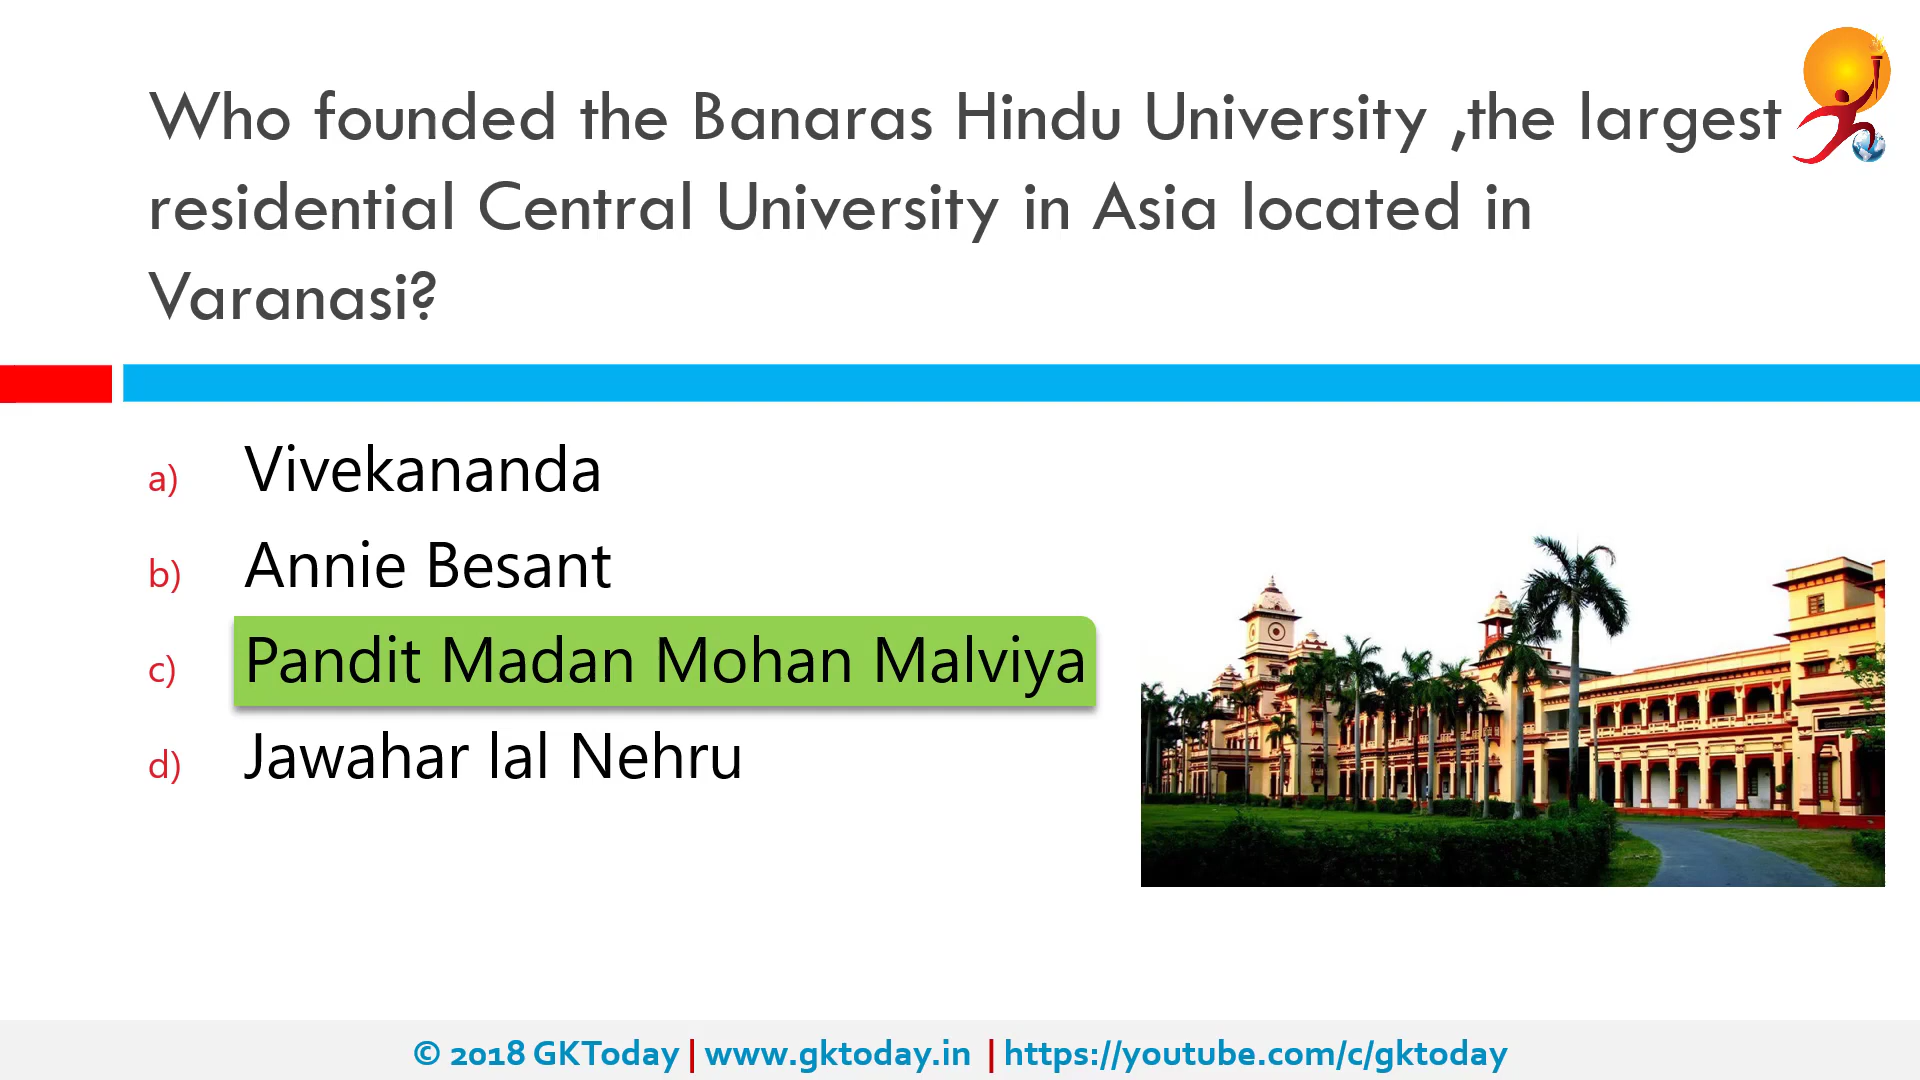 Who founded the Banaras Hindu University ,the largest
residential Central University in Asia located in
Varanasi?
a) Vivekananda
b) Annie Besant
c) Pandit Madan Mohan Malviya
d) Jawahar lal Nehru
© 2018 GKToday | www.gktoday.in | https://youtube.com/c/gktoday